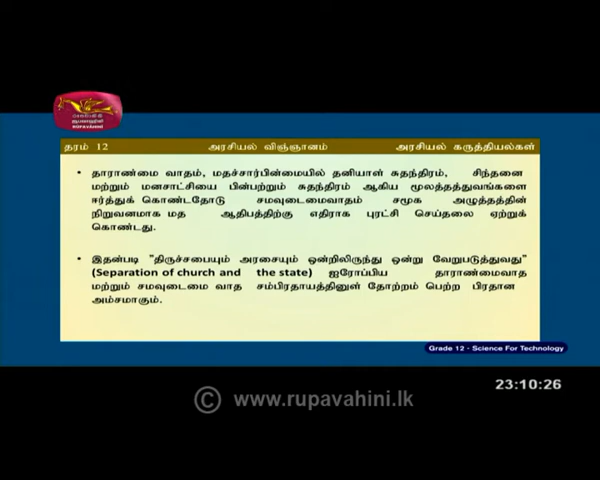 தரம் 12 அரசியல் விஞ்ஞானம் அரசியல் கருத்தியல்கள்
• தாராண்மை வாதம், மதச்சார்பின்மையில் தனியாள் சுதந்திரம், சிந்தனை
மற்றும் மனசாட்சியை பின்பற்றும் சுதந்திரம் ஆகிய மூலத்தத்துவங்களை
ஈர்த்துக் கொண்டதோடு சமவுடைமைவாதம் சமூக அழுத்தத்தின்
நிறுவனமாக மத ஆதிபத்திற்கு எதிராக புரட்சி செய்தலை ஏற்றுக்
கொண்டது.
• இதன்படி "திருச்சபையும் அரசையும் ஒன்றிலிருந்து ஒன்று வேறுபடுத்துவது"
(Separation of church and the state) ஐரோப்பிய தாராண்மைவாத
மற்றும் சமவுடைமை வாத சம்பிரதாயத்தினுள் தோற்றம் பெற்ற பிரதான
அம்சமாகும்.
Grade 12 - Science For Technology
23:10:26
© www.rupavahini.lk